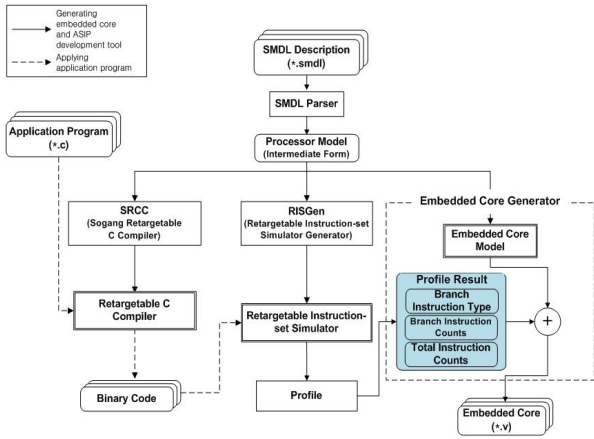 Generating
embedded core
and ASIP
development tool
Applying
application program
SMDL Description
(*.smdl)
SMDL Parser
Application Program
(*.c)
Processor Model
(Intermediate Form)
SRCC
(Sogang Retargetable
C Compiler)
RISGen
(Retargetable Instruction-set
Simulator Generator)
Embedded Core Generator
Embedded Core
Model
Profile Result
Branch
Instruction Type
Branch Instruction
Counts
Total Instruction
Counts
+
Retargetable C
Compiler
Retargetable Instruction-
set Simulator
Binary Code
Profile
Embedded Core
(*.v)